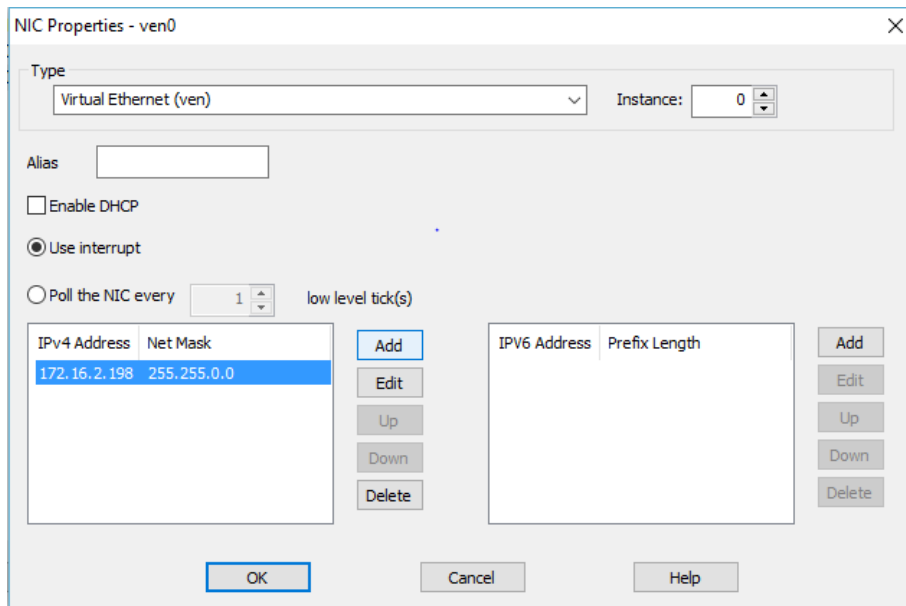 NIC Properties - ven0
Type
Virtual Ethernet (ven) Instance: 0
Alias
Enable DHCP
Use interrupt
Poll the NIC every 1 low level tick(s)
IPv4 Address Net Mask
172.16.2.198 255.255.0.0
Add
Edit
Up
Down
Delete
IPV6 Address Prefix Length
Add
Edit
Up
Down
Delete
OK Cancel Help